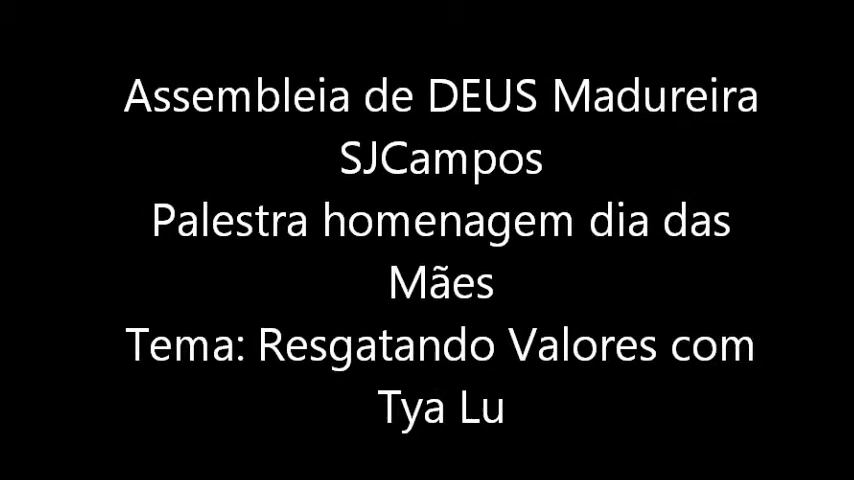 Assembleia de DEUS Madureira
SJCampos
Palestra homenagem dia das
Mães
Tema: Resgatando Valores com
Tya Lu